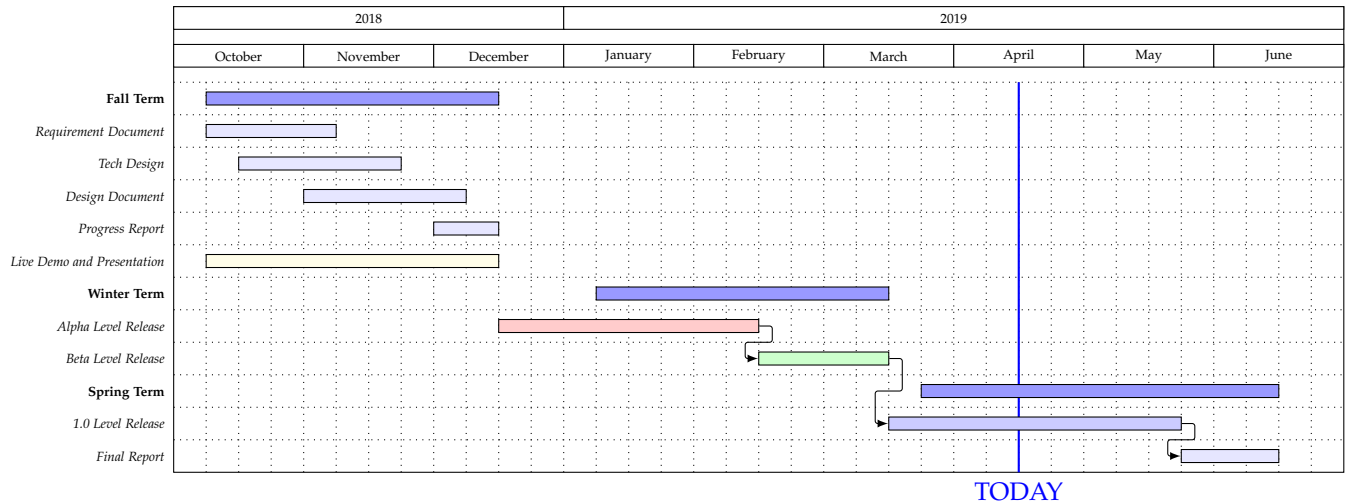 2018 2019
October November December January February March April May June
Fall Term
Requirement Document
Tech Design
Design Document
Progress Report
Live Demo and Presentation
Winter Term
Alpha Level Release
Beta Level Release
Spring Term
1.0 Level Release
Final Report
TODAY